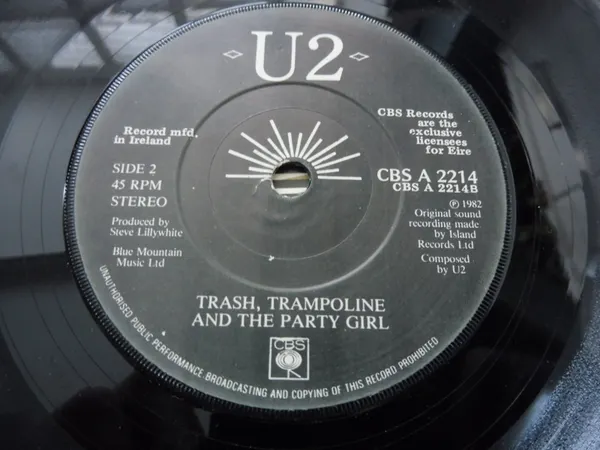 U2
Record mfd.
in Ireland
SIDE 2
45 RPM
STEREO
Produced by
Steve Lillywhite
Blue Mountain
Music Ltd
CBS Records
are the
exclusive
licensees
for Eire
CBS A 2214
CBS A 2214B
℗ 1982
Original sound
recording made
by Island
Records Ltd
Composed
by U2
TRASH, TRAMPOLINE
AND THE PARTY GIRL
CBS
UNAUTHORISED PUBLIC PERFORMANCE BROADCASTING AND COPYING OF THIS RECORD PROHIBITED